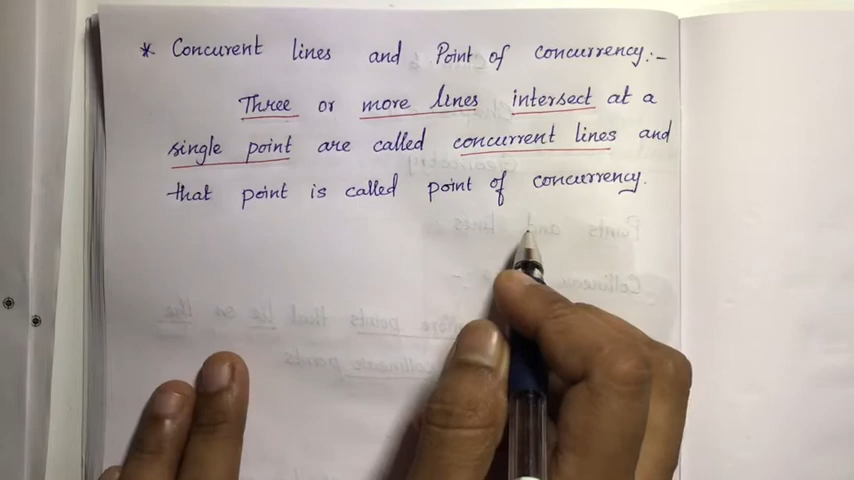 * Concurent lines and Point of concurrency:-
Three or more lines intersect at a
single point are called concurrent lines and
that point is called point of concurrency.